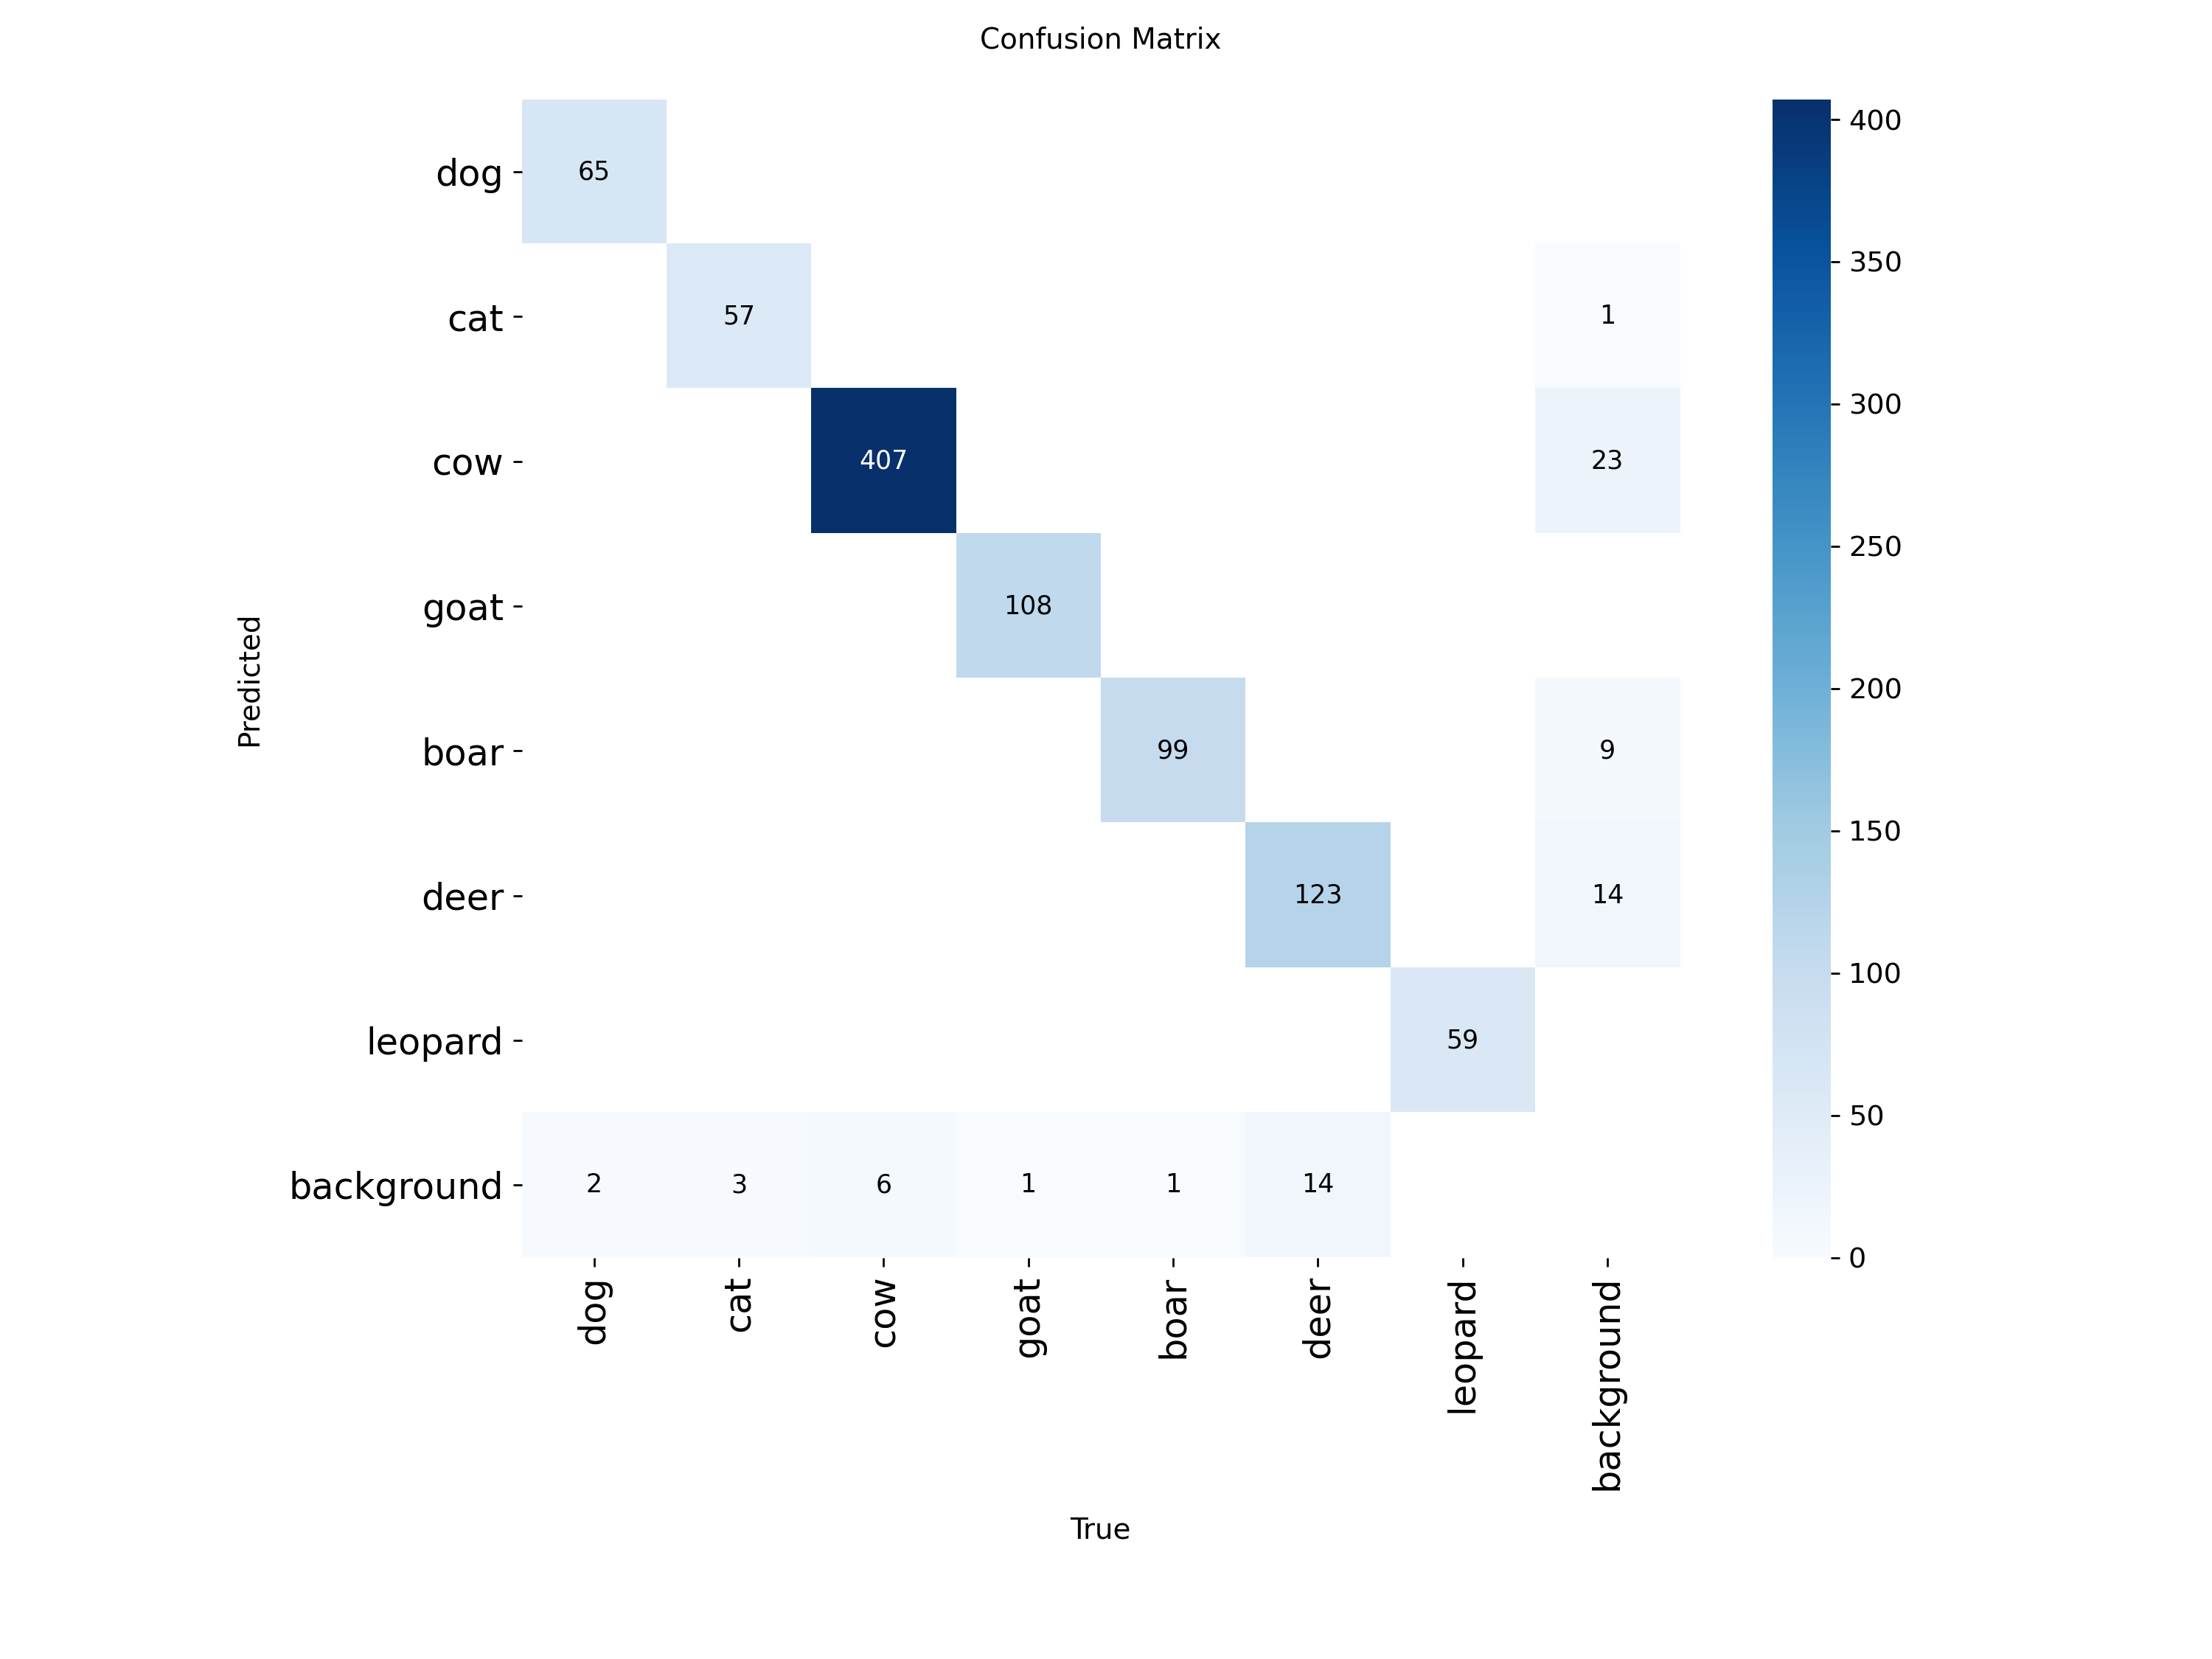 Confusion Matrix
dog
65
cat
57
1
cow
407
23
goat
108
boar
99
9
deer
123
14
leopard
59
background
2
3
6
1
1
14
dog
cat
cow
goat
boar
deer
leopard
background
Predicted
True
400
350
300
250
200
150
100
50
0